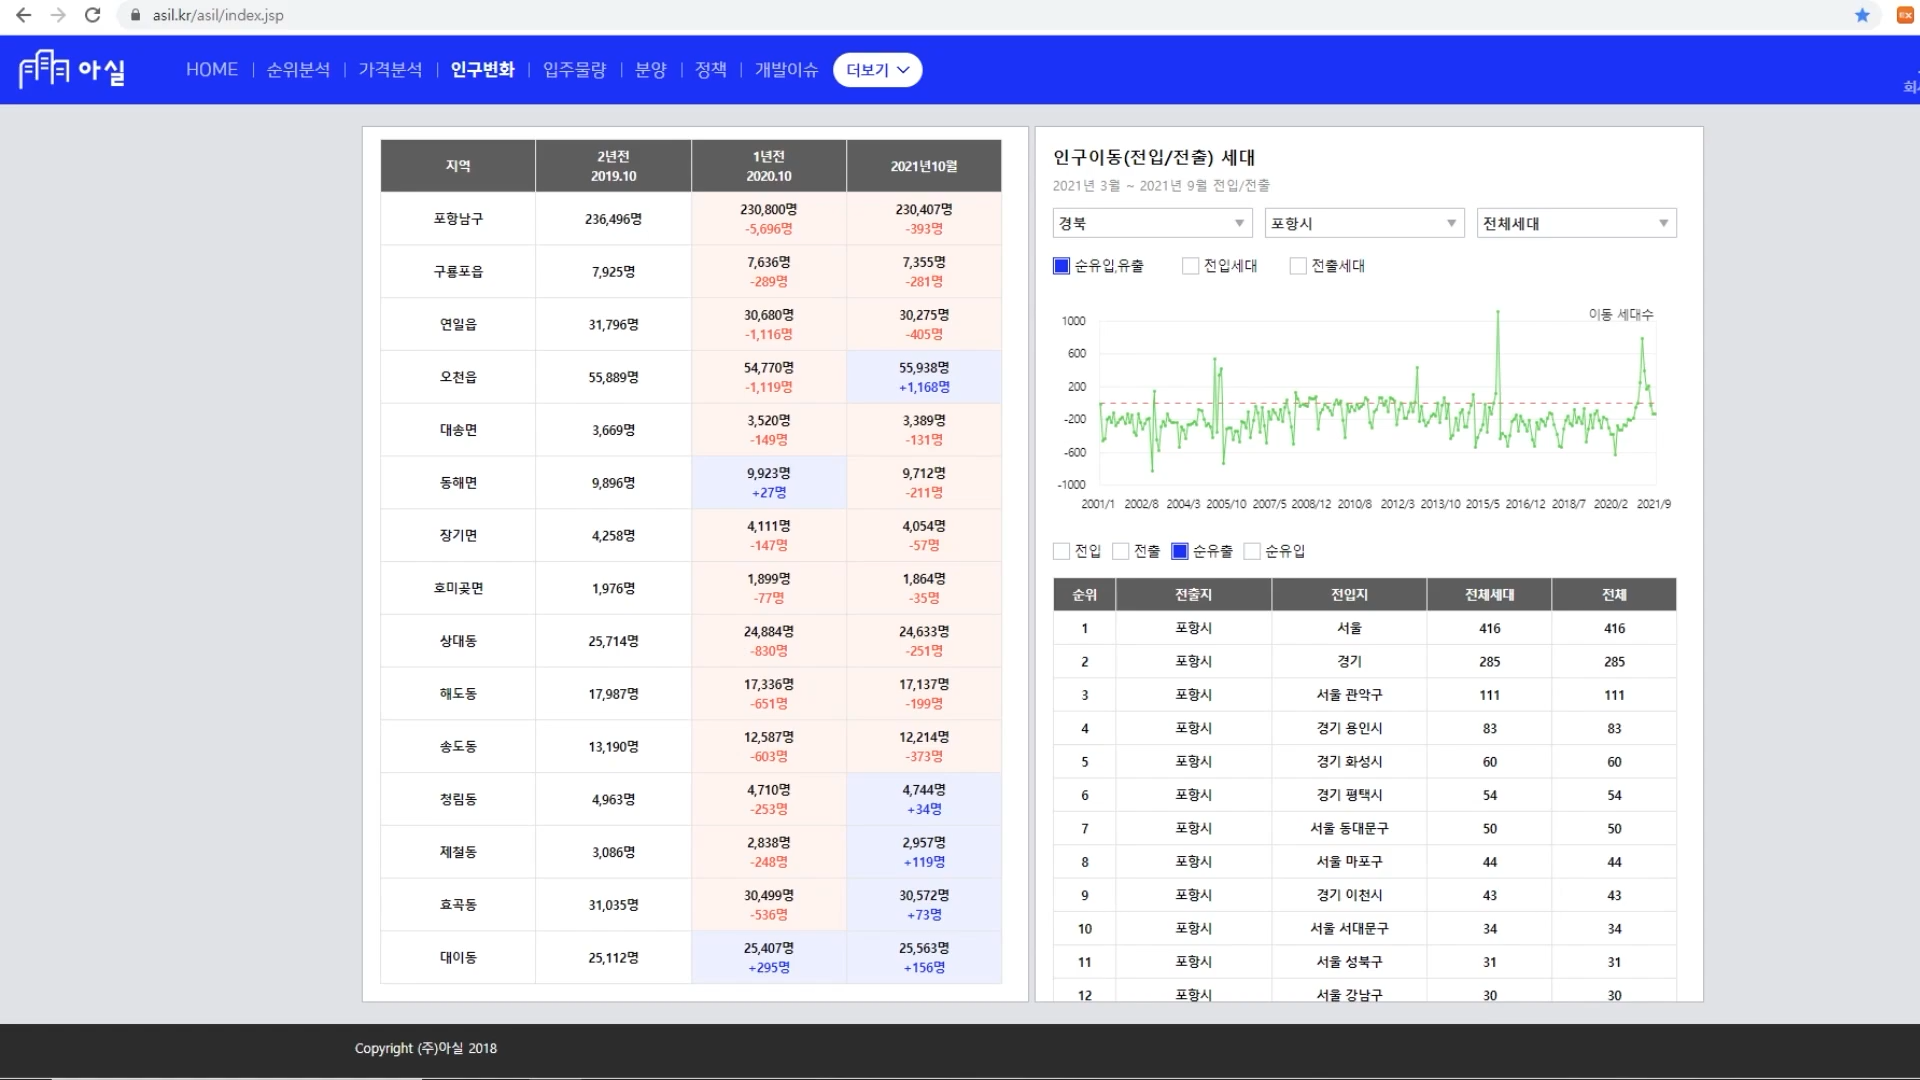 asil.kr/asil/index.jsp
EX
아실
HOME | 순위분석 | 가격분석 | 인구변화 | 입주물량 | 분양 | 정책 | 개발이슈 더보기
지역 2년전 2019.10 1년전 2020.10 2021년10월
포항남구 236,496명 230,800명 -5,696명 230,407명 -393명
구룡포읍 7,925명 7,636명 -289명 7,355명 -281명
연일읍 31,796명 30,680명 -1,116명 30,275명 -405명
오천읍 55,889명 54,770명 -1,119명 55,938명 +1,168명
대송면 3,669명 3,520명 -149명 3,389명 -131명
동해면 9,896명 9,923명 +27명 9,712명 -211명
장기면 4,258명 4,111명 -147명 4,054명 -57명
호미곶면 1,976명 1,899명 -77명 1,864명 -35명
상대동 25,714명 24,884명 -830명 24,633명 -251명
해도동 17,987명 17,336명 -651명 17,137명 -199명
송도동 13,190명 12,587명 -603명 12,214명 -373명
청림동 4,963명 4,710명 -253명 4,744명 +34명
제철동 3,086명 2,838명 -248명 2,957명 +119명
효곡동 31,035명 30,499명 -536명 30,572명 +73명
대이동 25,112명 25,407명 +295명 25,563명 +156명
인구이동(전입/전출) 세대
2021년 3월 ~ 2021년 9월 전입/전출
경북 포항시 전체세대
순유입,유출 전입세대 전출세대
이동 세대수
1000
600
200
-200
-600
-1000
2001/1 2002/8 2004/3 2005/10 2007/5 2008/12 2010/8 2012/3 2013/10 2015/5 2016/12 2018/7 2020/2 2021/9
전입 전출 순유출 순유입
순위 전출지 전입지 전체세대 전체
1 포항시 서울 416 416
2 포항시 경기 285 285
3 포항시 서울 관악구 111 111
4 포항시 경기 용인시 83 83
5 포항시 경기 화성시 60 60
6 포항시 경기 평택시 54 54
7 포항시 서울 동대문구 50 50
8 포항시 서울 마포구 44 44
9 포항시 경기 이천시 43 43
10 포항시 서울 서대문구 34 34
11 포항시 서울 성북구 31 31
12 포항시 서울 강남구 30 30
Copyright (주)아실 2018